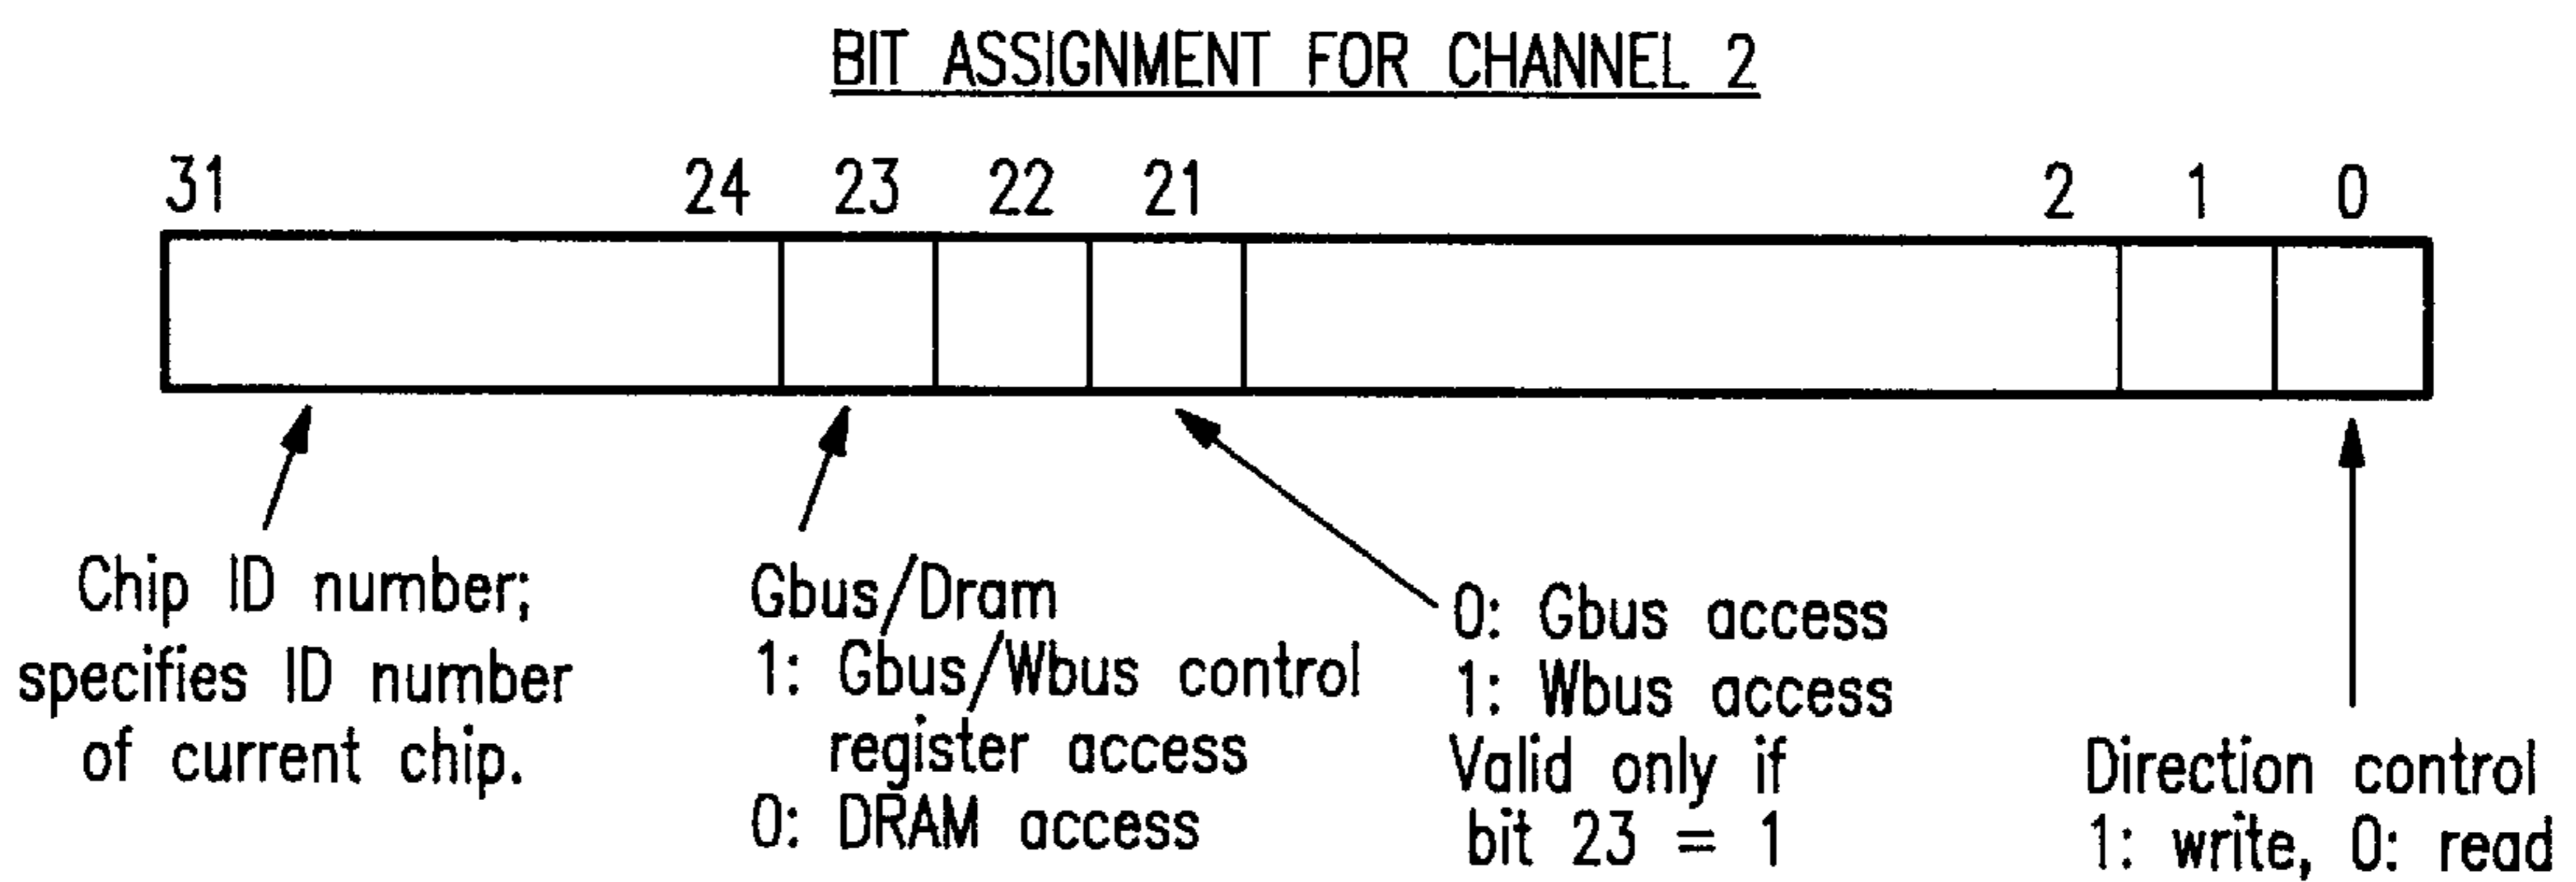 BIT ASSIGNMENT FOR CHANNEL 2
31 24 23 22 21 2 1 0
Chip ID number;
specifies ID number
of current chip.
Gbus/Dram
1: Gbus/Wbus control
register access
0: DRAM access
0: Gbus access
1: Wbus access
Valid only if
bit 23 = 1
Direction control
1: write, 0: read